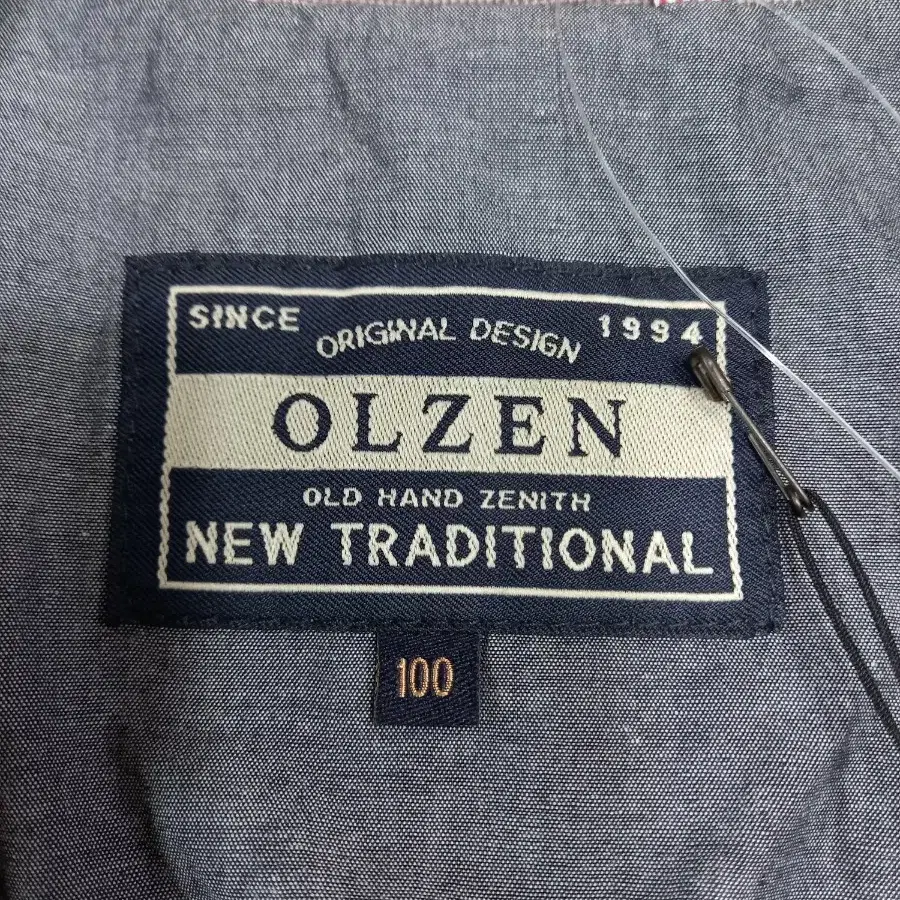 SINCE ORIGINAL DESIGN 1994
OLZEN
OLD HAND ZENITH
NEW TRADITIONAL
100